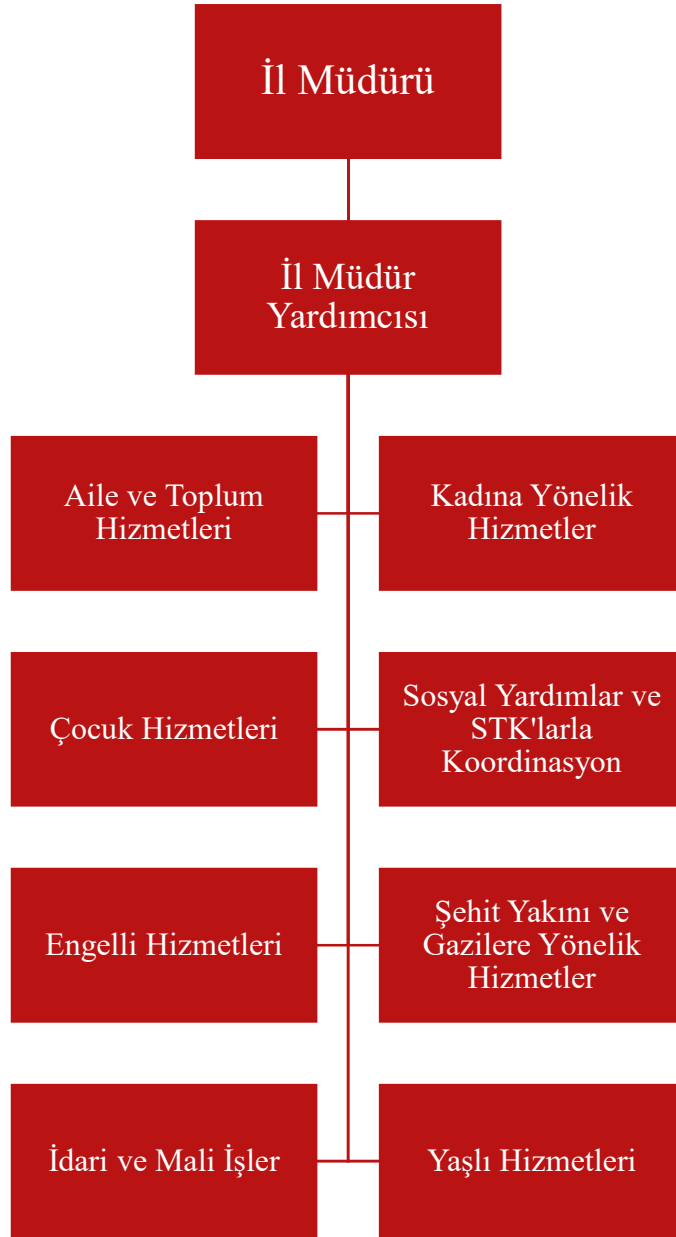 İl Müdürü
İl Müdür
Yardımcısı
Aile ve Toplum
Hizmetleri
Kadına Yönelik
Hizmetler
Çocuk Hizmetleri
Sosyal Yardımlar ve
STK'larla
Koordinasyon
Engelli Hizmetleri
Şehit Yakını ve
Gazilere Yönelik
Hizmetler
İdari ve Mali İşler
Yaşlı Hizmetleri